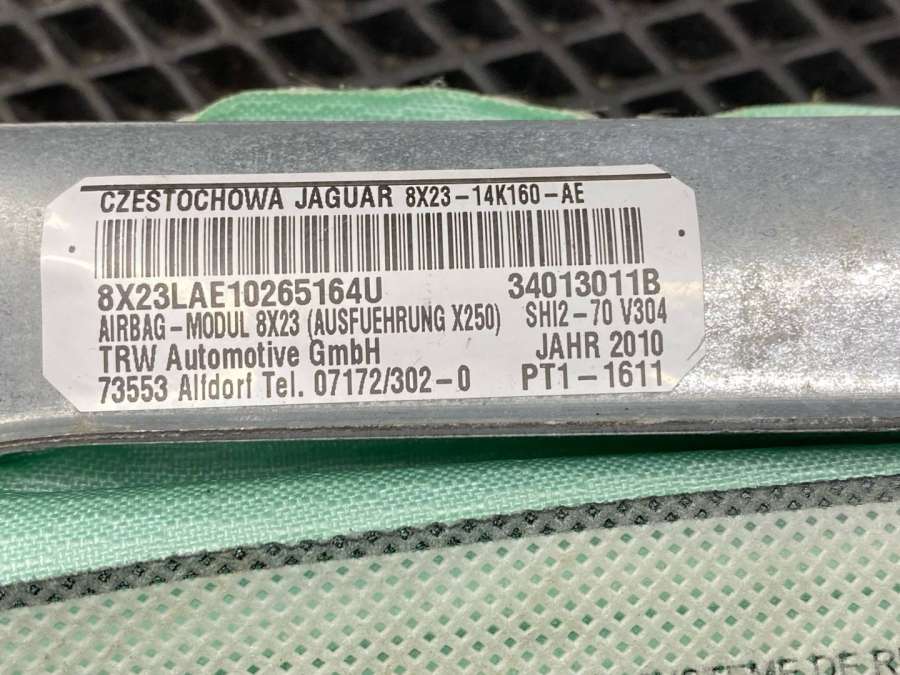 CZESTOCHOWA JAGUAR 8X23-14K160-AE
8X23LAE10265164U 34013011B
AIRBAG-MODUL 8X23 (AUSFUEHRUNG X250) SHI2-70 V304
TRW Automotive GmbH JAHR 2010
73553 Alfdorf Tel. 07172/302-0 PT1-1611
DE